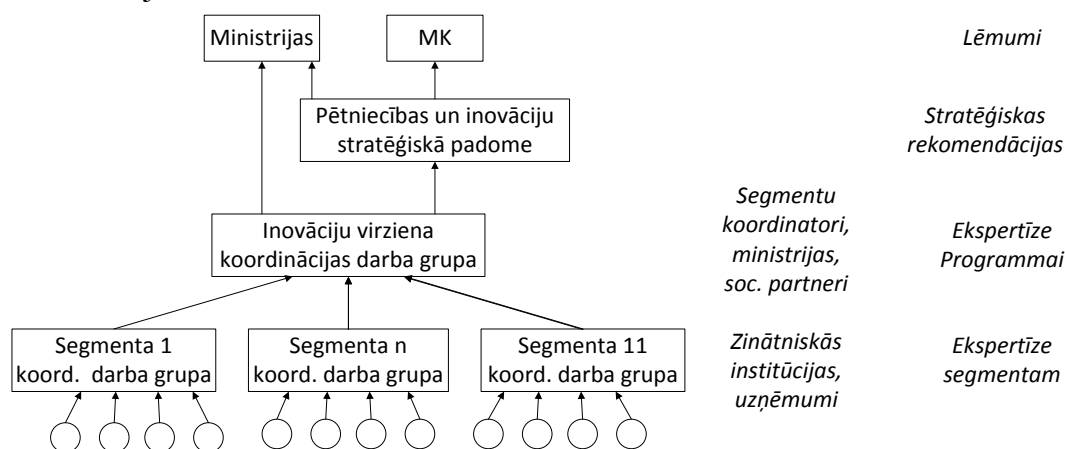 Ministrijas
MK
Lēmumi
Pētniecības un inovāciju
stratēģiskā padome
Stratēģiskas
rekomendācijas
Inovāciju virziena
koordinācijas darba grupa
Segmentu
koordinatori,
ministrijas,
soc. partneri
Ekspertīze
Programmai
Segmenta 1
koord.  darba grupa
Segmenta n
koord. darba grupa
Segmenta 11
koord. darba grupa
Zinātniskās
institūcijas,
uzņēmumi
Ekspertīze
segmentam